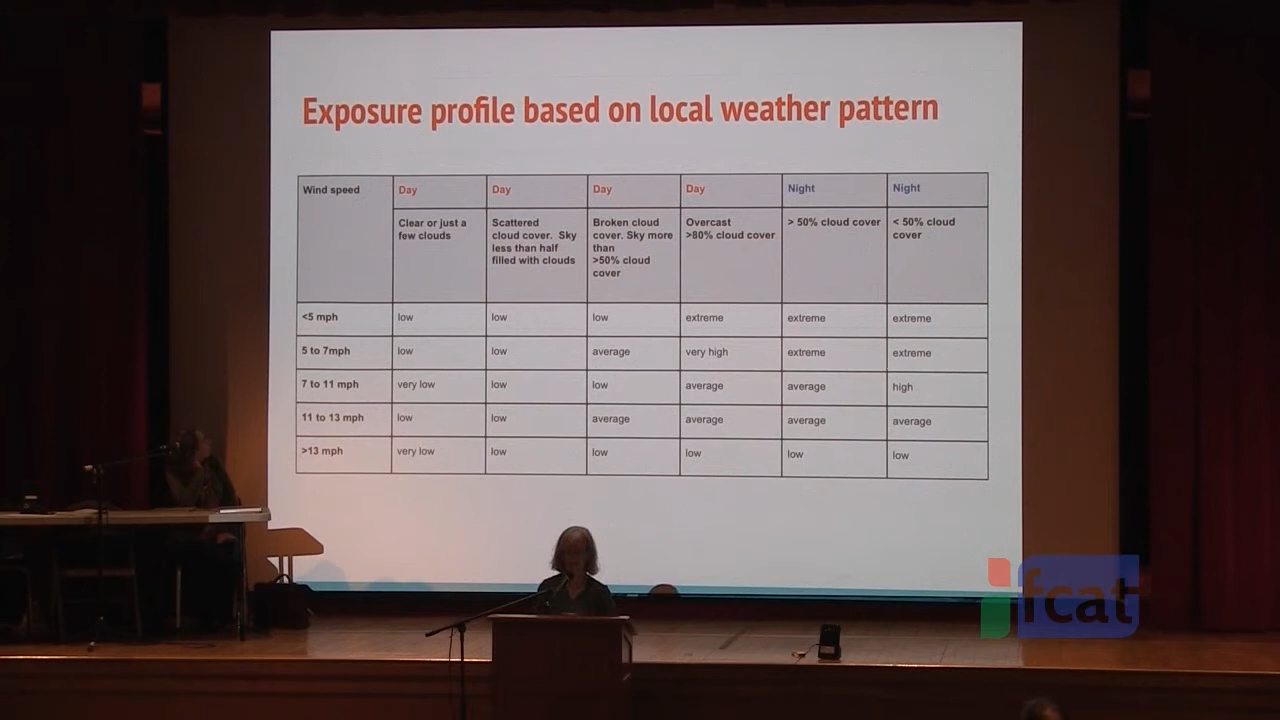 Exposure profile based on local weather pattern
Wind speed
Day
Day
Day
Day
Night
Night
Clear or just a
few clouds
Scattered
cloud cover. Sky
less than half
filled with clouds
Broken cloud
cover. Sky more
than
>50% cloud
cover
Overcast
>80% cloud cover
> 50% cloud cover
< 50% cloud
cover
<5 mph
low
low
low
extreme
extreme
extreme
5 to 7mph
low
low
average
very high
extreme
extreme
7 to 11 mph
very low
low
low
average
average
high
11 to 13 mph
low
low
average
average
average
average
>13 mph
very low
low
low
low
low
low
fcat